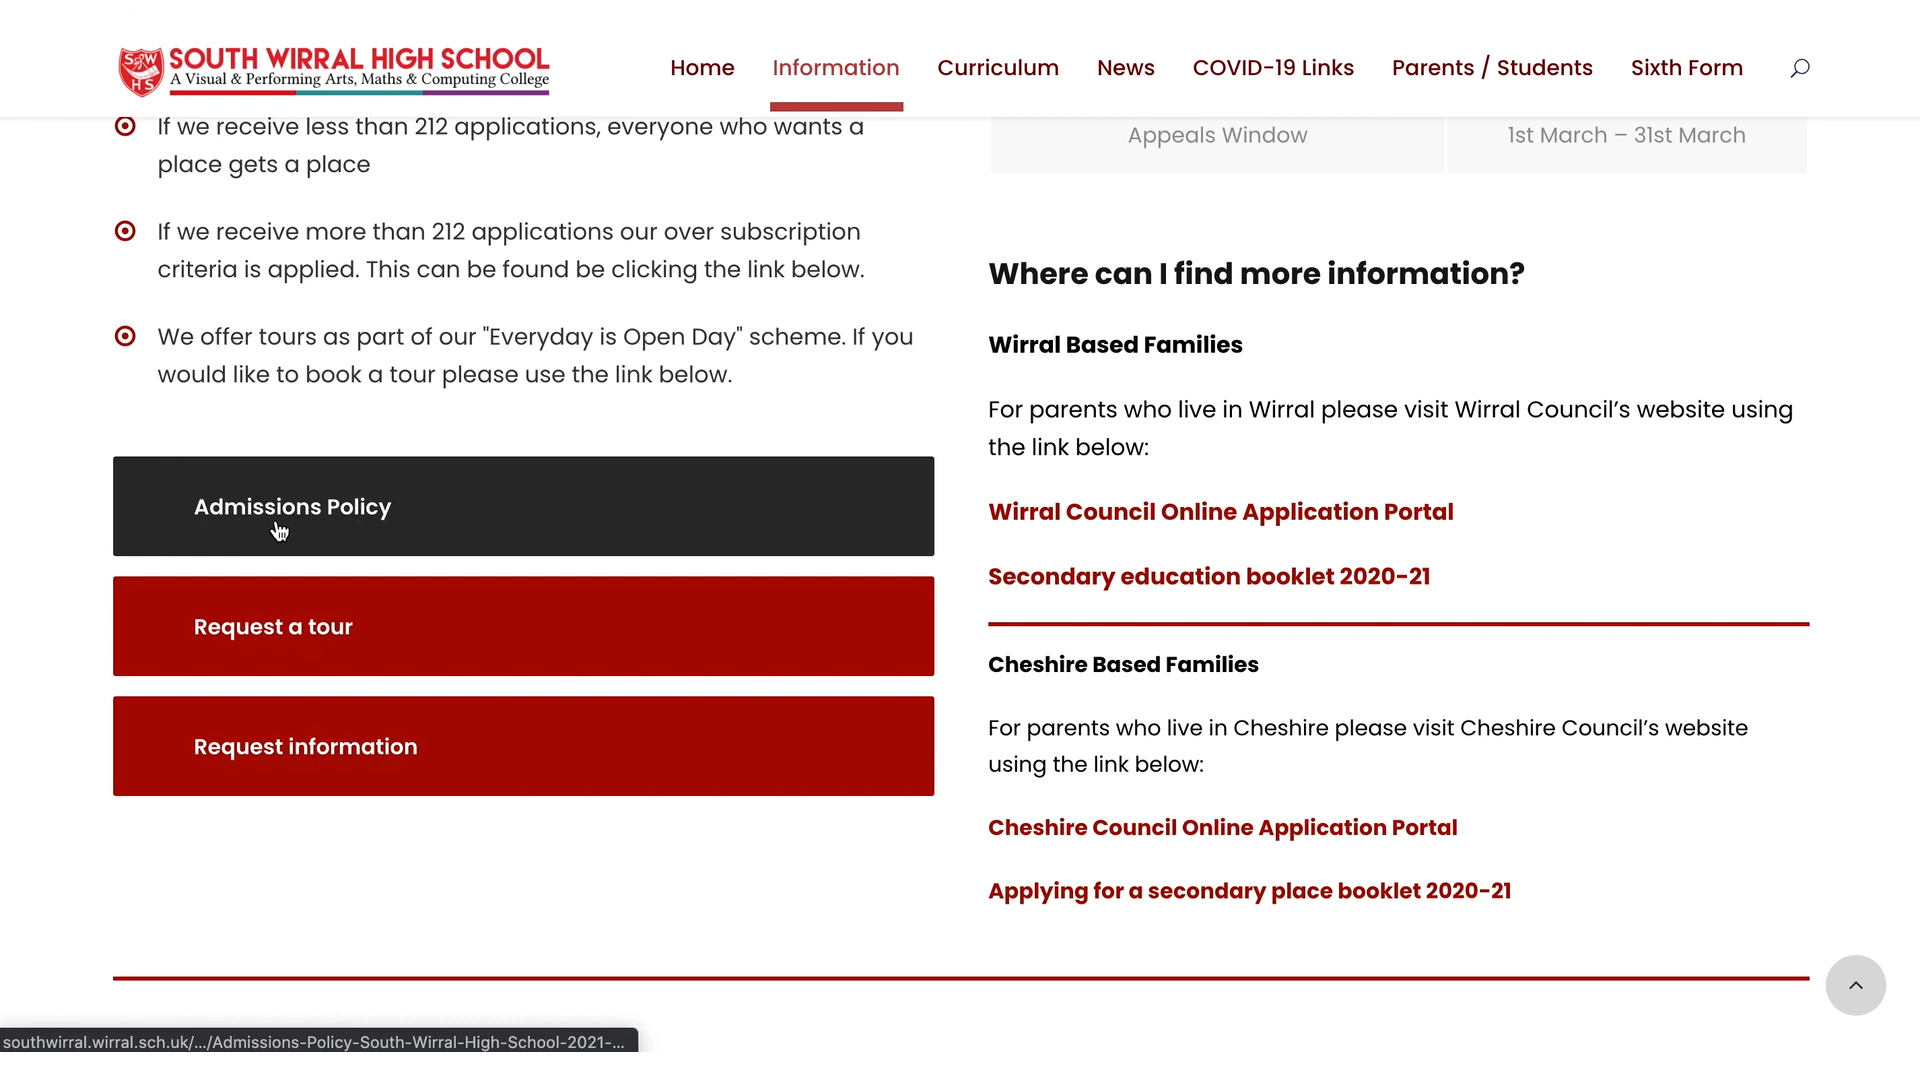 SOUTH WIRRAL HIGH SCHOOL
A Visual & Performing Arts, Maths & Computing College
SW
HS
Home
Information
Curriculum
News
COVID-19 Links
Parents / Students
Sixth Form
If we receive less than 212 applications, everyone who wants a
place gets a place
If we receive more than 212 applications our over subscription
criteria is applied. This can be found be clicking the link below.
We offer tours as part of our "Everyday is Open Day" scheme. If you
would like to book a tour please use the link below.
Admissions Policy
Request a tour
Request information
Appeals Window
1st March – 31st March
Where can I find more information?
Wirral Based Families
For parents who live in Wirral please visit Wirral Council’s website using
the link below:
Wirral Council Online Application Portal
Secondary education booklet 2020-21
Cheshire Based Families
For parents who live in Cheshire please visit Cheshire Council’s website
using the link below:
Cheshire Council Online Application Portal
Applying for a secondary place booklet 2020-21
southwirral.wirral.sch.uk/.../Admissions-Policy-South-Wirral-High-School-2021-...